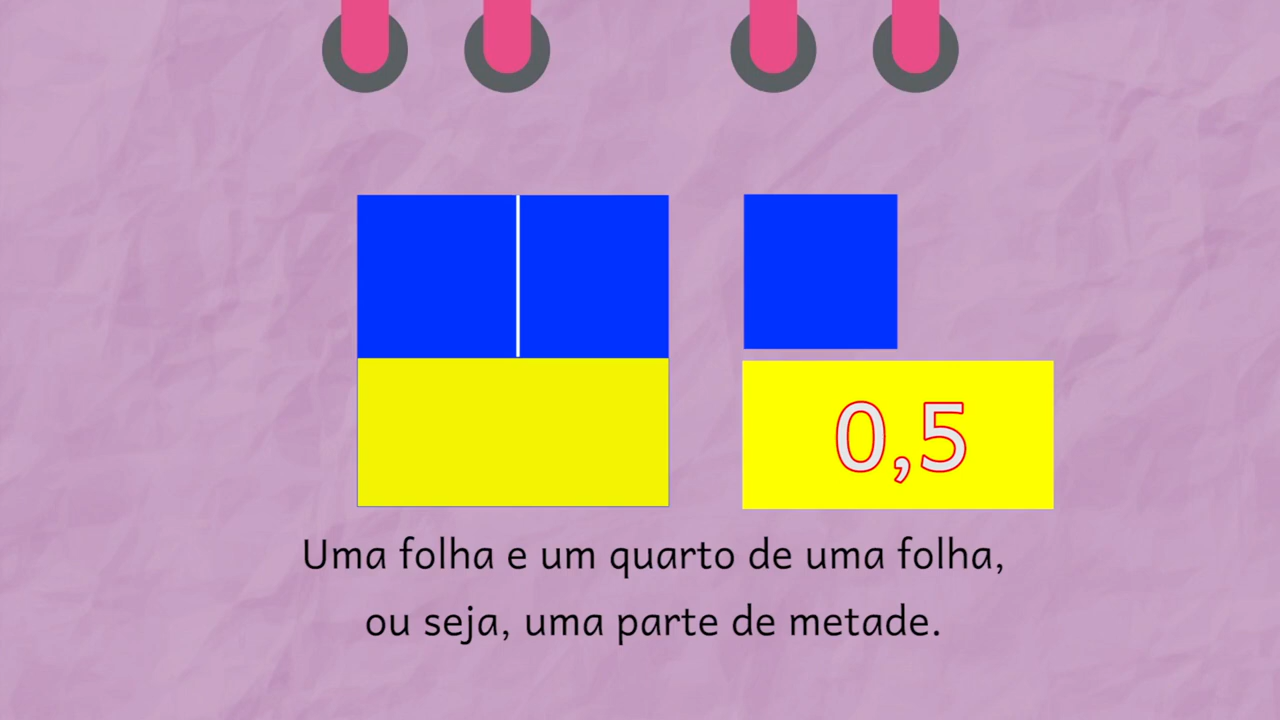 0,5
Uma folha e um quarto de uma folha,
ou seja, uma parte de metade.